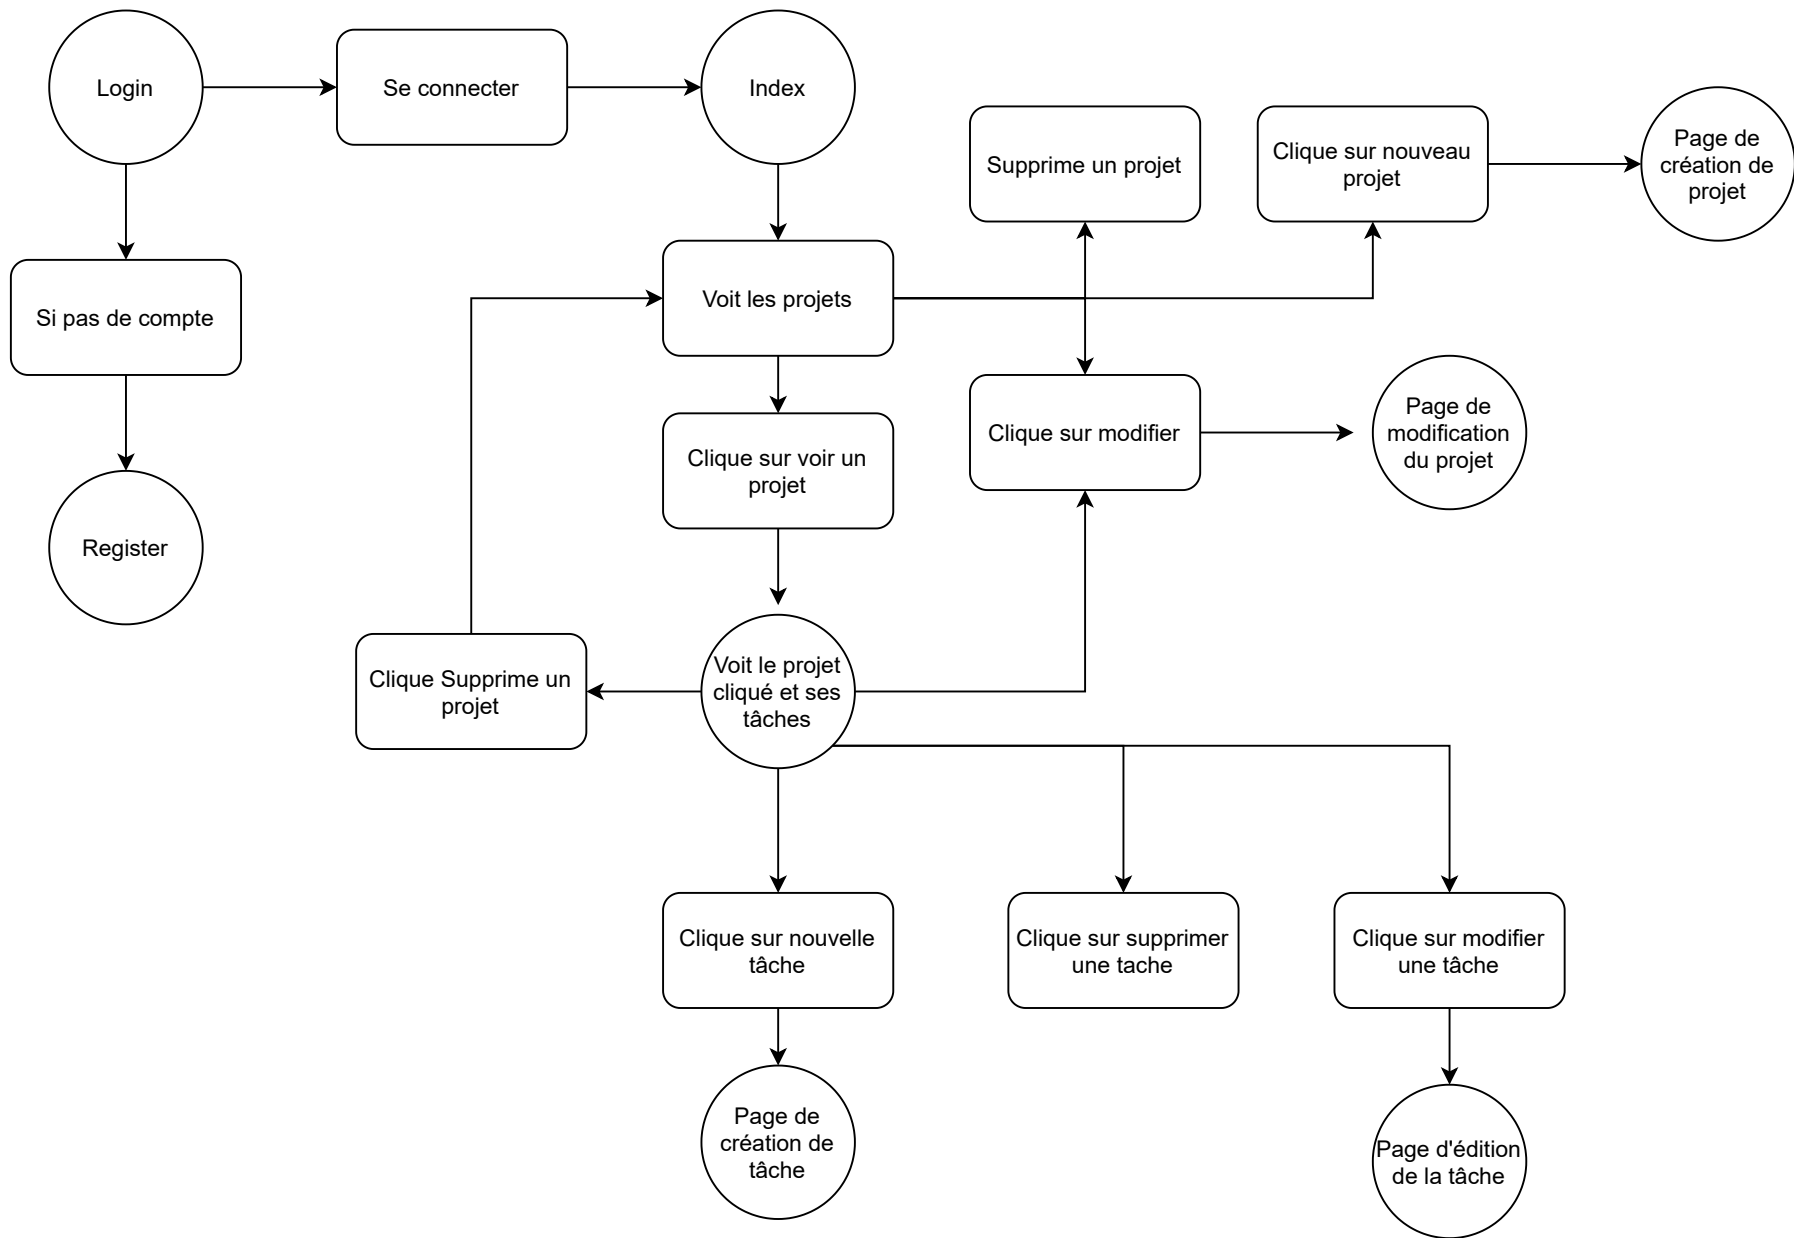 Login
Se connecter
Index
Supprime un projet
Clique sur nouveau
projet
Page de
création de
projet
Si pas de compte
Voit les projets
Clique sur voir un
projet
Clique sur modifier
Page de
modification
du projet
Register
Clique Supprime un
projet
Voit le projet
cliqué et ses
tâches
Clique sur nouvelle
tâche
Clique sur supprimer
une tache
Clique sur modifier
une tâche
Page de
création de
tâche
Page d'édition
de la tâche